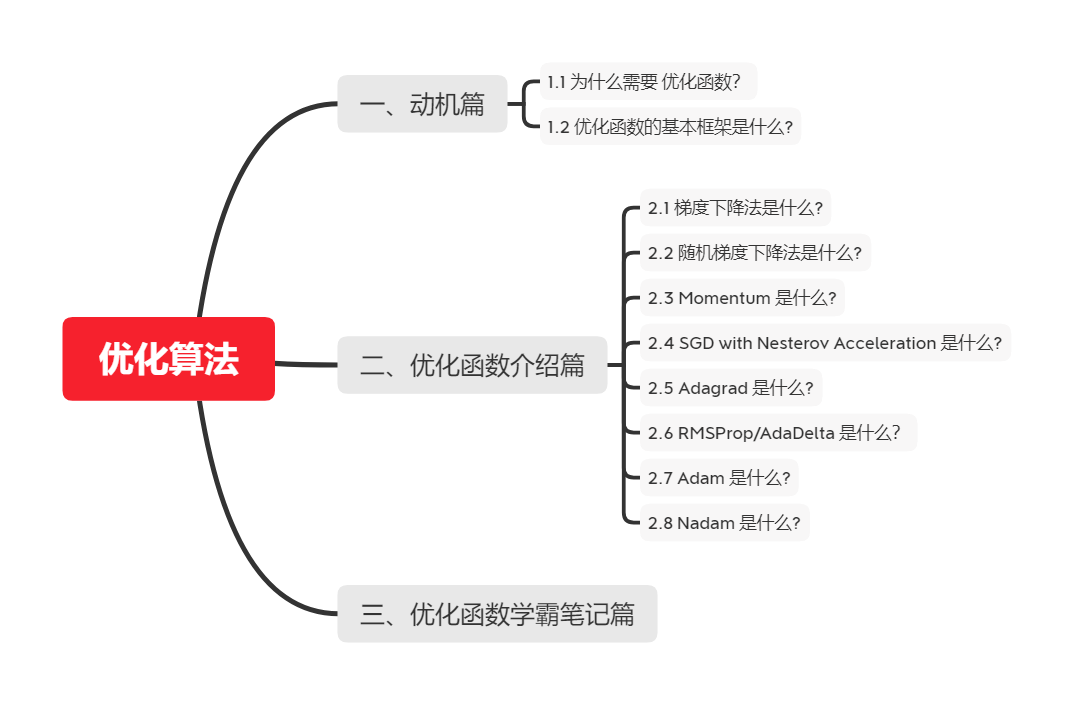 优化算法
一、动机篇
1.1 为什么需要 优化函数？
1.2 优化函数的基本框架是什么?
二、优化函数介绍篇
2.1 梯度下降法是什么?
2.2 随机梯度下降法是什么?
2.3 Momentum 是什么?
2.4 SGD with Nesterov Acceleration 是什么?
2.5 Adagrad 是什么?
2.6 RMSProp/AdaDelta 是什么？
2.7 Adam 是什么?
2.8 Nadam 是什么?
三、优化函数学霸笔记篇